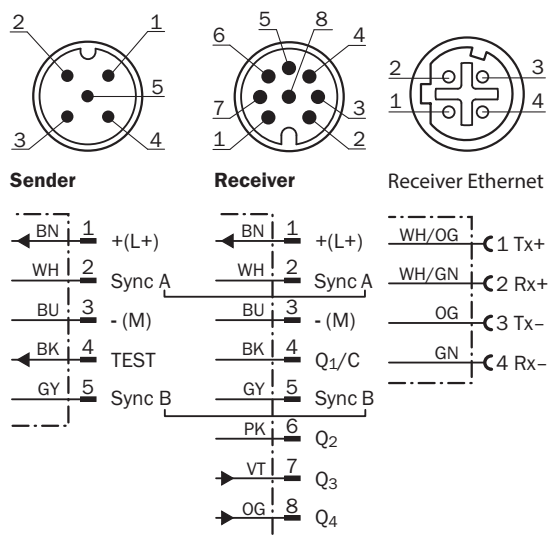 2 1
5
3 4
5 8
6 4
7 3
1 2
2 3
1 4
Sender
Receiver
Receiver Ethernet
BN 1 +(L+)
WH 2 Sync A
BU 3 - (M)
BK 4 TEST
GY 5 Sync B
BN 1 +(L+)
WH 2 Sync A
BU 3 - (M)
BK 4 Q1/C
GY 5 Sync B
PK 6 Q2
VT 7 Q3
OG 8 Q4
WH/OG 1 Tx+
WH/GN 2 Rx+
OG 3 Tx–
GN 4 Rx–